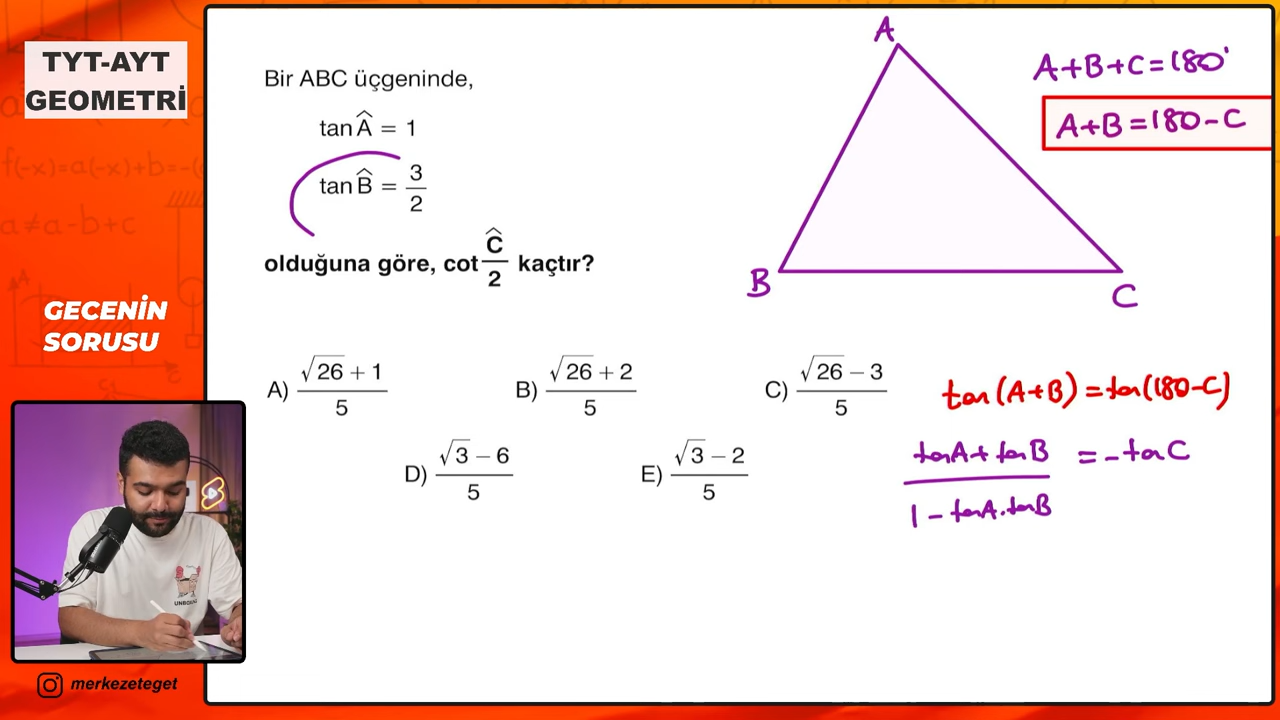 TYT-AYT
GEOMETRİ
Bir ABC üçgeninde,
tan Â = 1
tan B̂ = 3/2
olduğuna göre, cot Ĉ/2 kaçtır?
A) (√26 + 1)/5
B) (√26 + 2)/5
C) (√26 − 3)/5
D) (√3 − 6)/5
E) (√3 − 2)/5
A
B
C
A+B+C=180°
A+B=180-C
tan(A+B)=tan(180-C)
(tanA+tanB)/(1-tanA.tanB) = -tanC
GECENİN
SORUSU
UNBOUND
merkezeteget